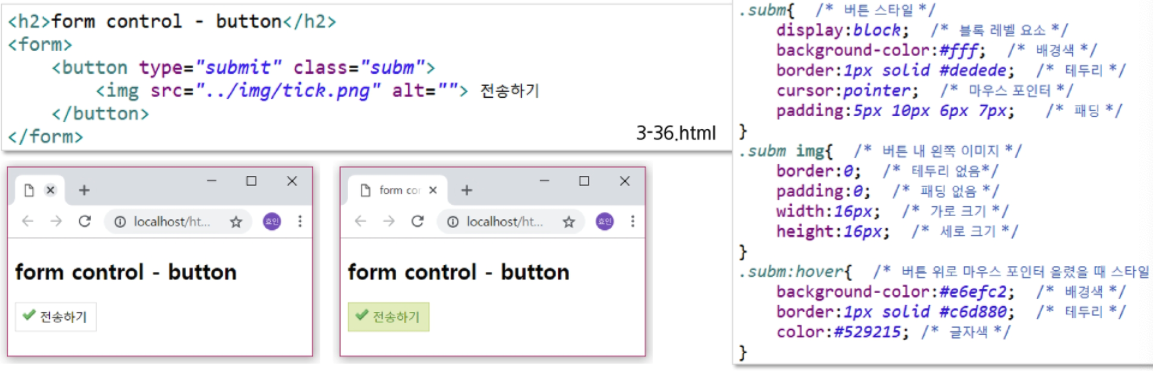 <h2>form control - button</h2>
<form>
<button type="submit" class="subm">
<img src="../img/tick.png" alt=""> 전송하기
</button>
</form>
3-36.html
localhost/ht...
효인
form control - button
전송하기
form co
localhost/ht...
효인
form control - button
전송하기
.subm{ /* 버튼 스타일 */
display:block; /* 블록 레벨 요소 */
background-color:#fff; /* 배경색 */
border:1px solid #dedede; /* 테두리 */
cursor:pointer; /* 마우스 포인터 */
padding:5px 10px 6px 7px; /* 패딩 */
}
.subm img{ /* 버튼 내 왼쪽 이미지 */
border:0; /* 테두리 없음*/
padding:0; /* 패딩 없음 */
width:16px; /* 가로 크기 */
height:16px; /* 세로 크기 */
}
.subm:hover{ /* 버튼 위로 마우스 포인터 올렸을 때 스타일
background-color:#e6efc2; /* 배경색 */
border:1px solid #c6d880; /* 테두리 */
color:#529215; /* 글자색 */
}